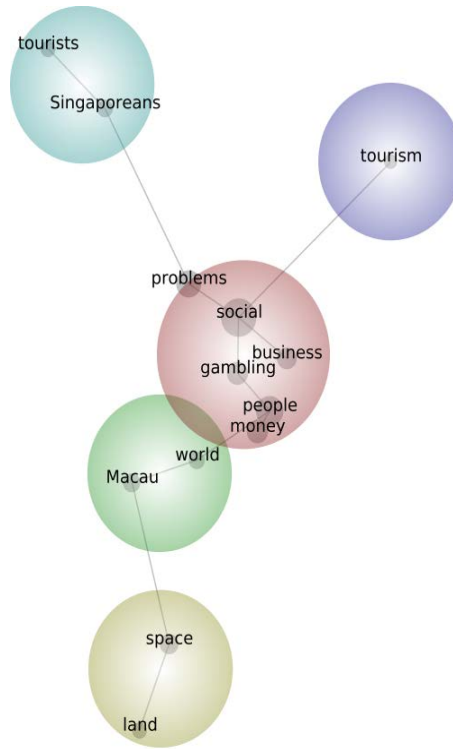 tourists
Singaporeans
tourism
problems
social
business
gambling
people
money
world
Macau
space
land